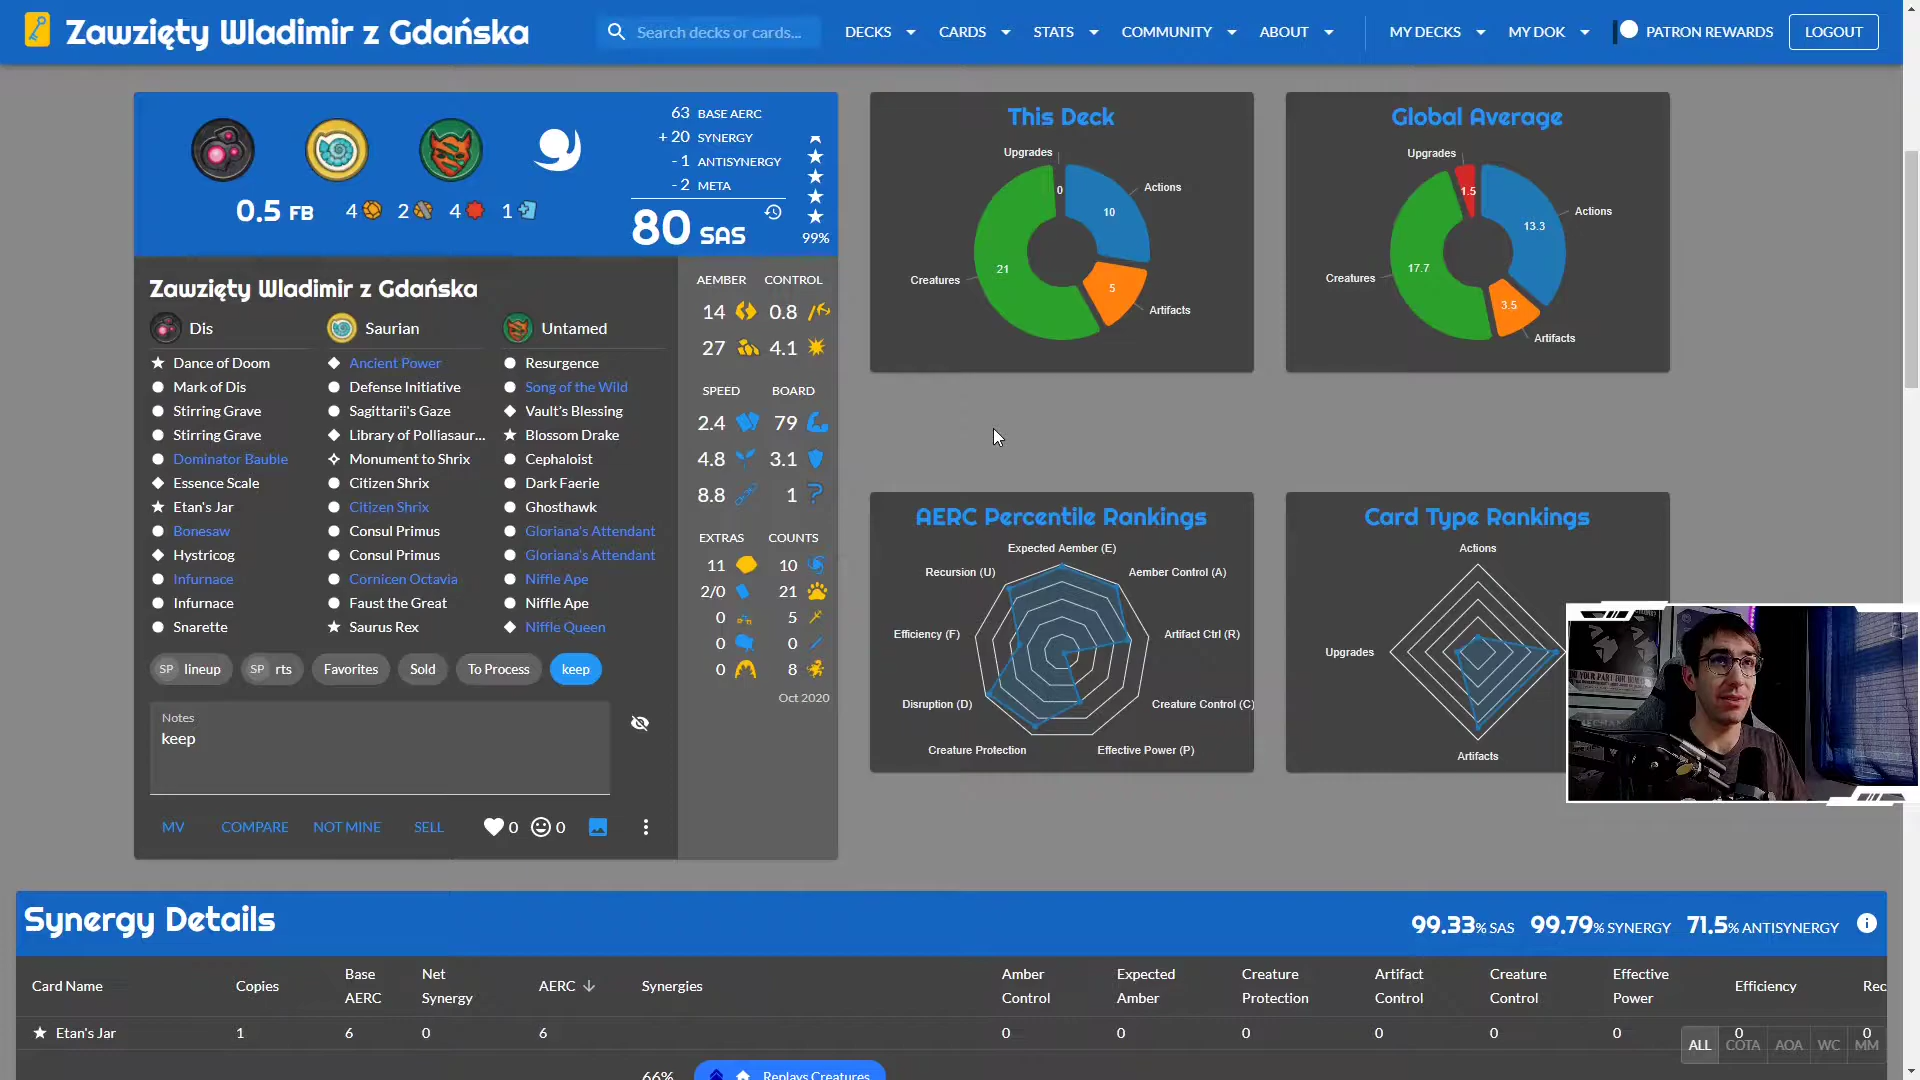 Zawzięty Wladimir z Gdańska
Search decks or cards...
DECKS
CARDS
STATS
COMMUNITY
ABOUT
MY DECKS
MY DOK
PATRON REWARDS
LOGOUT
63 BASE AERC
+ 20 SYNERGY
- 1 ANTISYNERGY
- 2 META
80 SAS
99%
0.5 FB
4
2
4
1
Zawzięty Wladimir z Gdańska
Dis
Dance of Doom
Mark of Dis
Stirring Grave
Stirring Grave
Dominator Bauble
Essence Scale
Etan's Jar
Bonesaw
Hystricog
Infurnace
Infurnace
Snarette
Saurian
Ancient Power
Defense Initiative
Sagittarii's Gaze
Library of Polliasaur...
Monument to Shrix
Citizen Shrix
Citizen Shrix
Consul Primus
Consul Primus
Cornicen Octavia
Faust the Great
Saurus Rex
Untamed
Resurgence
Song of the Wild
Vault's Blessing
Blossom Drake
Cephaloist
Dark Faerie
Ghosthawk
Gloriana's Attendant
Gloriana's Attendant
Niffle Ape
Niffle Ape
Niffle Queen
AEMBER CONTROL
14 0.8
27 4.1
SPEED BOARD
2.4 79
4.8 3.1
8.8 1
EXTRAS COUNTS
11 10
2/0 21
0 5
0 0
0 8
Oct 2020
SP lineup
SP rts
Favorites
Sold
To Process
keep
Notes
keep
MV
COMPARE
NOT MINE
SELL
0
0
This Deck
Upgrades
0
Actions
10
21
Creatures
5
Artifacts
Global Average
Upgrades
1.5
Actions
13.3
17.7
Creatures
3.5
Artifacts
AERC Percentile Rankings
Expected Aember (E)
Recursion (U)
Aember Control (A)
Efficiency (F)
Artifact Ctrl (R)
Disruption (D)
Creature Control (C)
Creature Protection
Effective Power (P)
Card Type Rankings
Actions
Upgrades
Artifacts
Synergy Details
99.33% SAS 99.79% SYNERGY 71.5% ANTISYNERGY
Card Name
Copies
Base AERC
Net Synergy
AERC
Synergies
Amber Control
Expected Amber
Creature Protection
Artifact Control
Creature Control
Effective Power
Efficiency
Rec
Etan's Jar 1 6 0 6 0 0 0 0 0 0 0 0
66% Replays Creatures
ALL COTA AOA WC MM